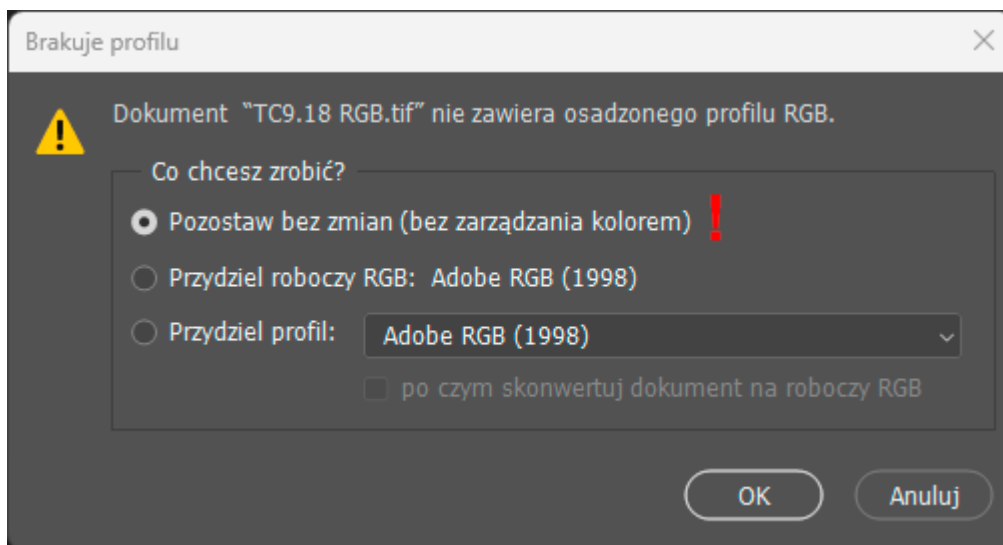 Brakuje profilu
Dokument “TC9.18 RGB.tif” nie zawiera osadzonego profilu RGB.
Co chcesz zrobić?
Pozostaw bez zmian (bez zarządzania kolorem) !
Przydziel roboczy RGB: Adobe RGB (1998)
Przydziel profil: Adobe RGB (1998)
po czym skonwertuj dokument na roboczy RGB
OK Anuluj